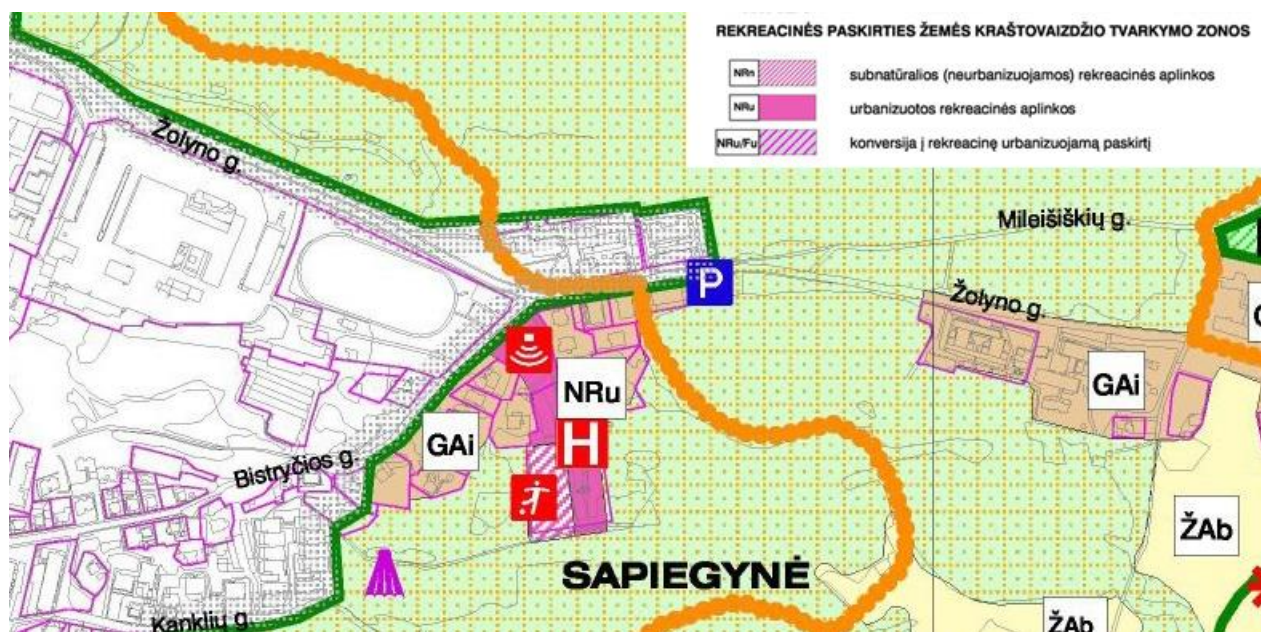 REKREACINĖS PASKIRTIES ŽEMĖS KRAŠTOVAIZDŽIO TVARKYMO ZONOS
NRn subnatūralios (neurbanizuojamos) rekreacinės aplinkos
NRu urbanizuotos rekreacinės aplinkos
NRu/Fu konversija į rekreacinę urbanizuojamą paskirtį
Žolyno g.
Mileišiškių g.
P
Žolyno g.
NRu
GAi
GAi
H
Bistryčios g.
ŽAb
SAPIEGYNĖ
Kanklių g
ŽAb